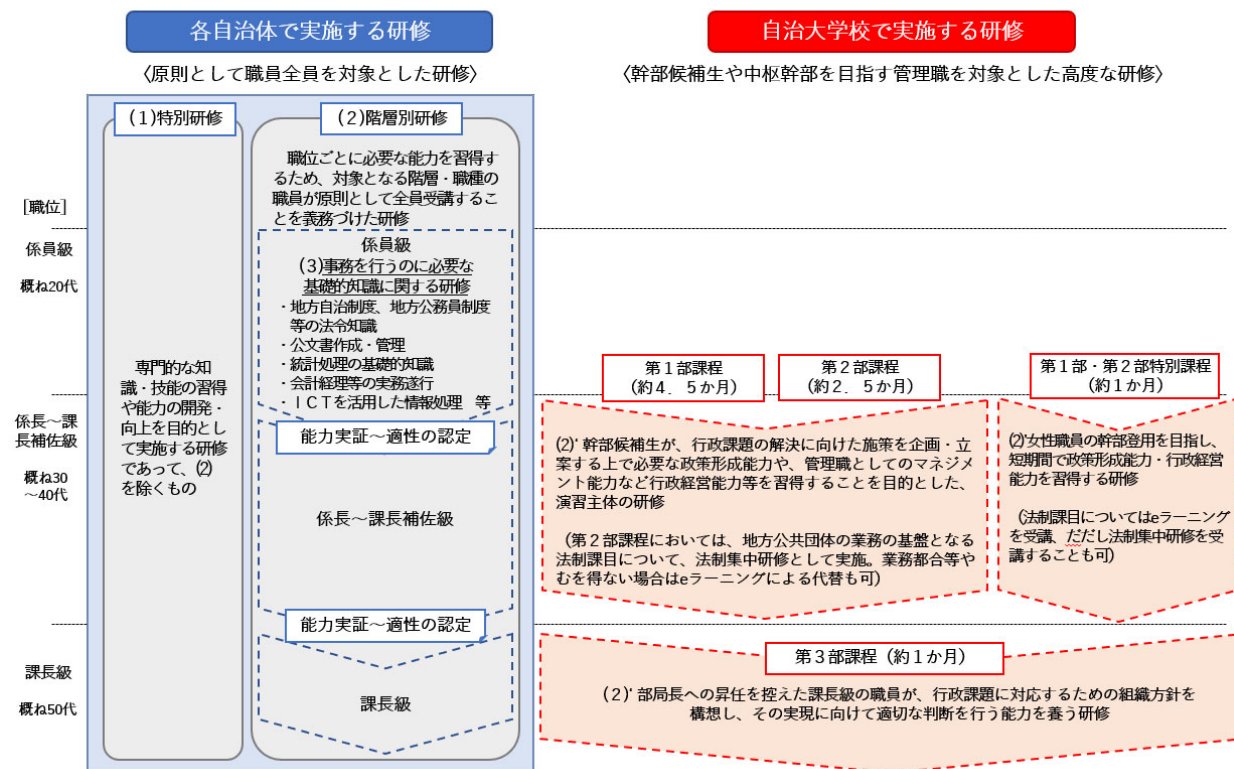 各自治体で実施する研修
自治大学校で実施する研修
〈原則として職員全員を対象とした研修〉
〈幹部候補生や中枢幹部を目指す管理職を対象とした高度な研修〉
(1)特別研修
(2)階層別研修
職位ごとに必要な能力を習得す
るため、対象となる階層・職種の
職員が原則として全員受講するこ
とを義務づけた研修
[職位]
係員級
概ね20代
係員級
(3)事務を行うのに必要な
基礎的知識に関する研修
・地方自治制度、地方公務員制度
等の法令知識
・公文書作成・管理
・統計処理の基礎的知識
・会計経理等の実務遂行
・ＩＣＴを活用した情報処理　等
専門的な知
識・技能の習得
や能力の開発・
向上を目的とし
て実施する研修
であって、(2)
を除くもの
第１部課程
（約４．５か月）
第２部課程
（約２．５か月）
第１部・第２部特別課程
（約１か月）
係長～課
長補佐級
概ね30
～40代
能力実証～適性の認定
係長～課長補佐級
(2)' 幹部候補生が、行政課題の解決に向けた施策を企画・立
案する上で必要な政策形成能力や、管理職としてのマネジメ
ント能力など行政経営能力等を習得することを目的とした、
演習主体の研修
（第２部課程においては、地方公共団体の業務の基盤となる
法制課目について、法制集中研修として実施。業務都合等や
むを得ない場合はeラーニングによる代替も可）
(2)'女性職員の幹部登用を目指し、
短期間で政策形成能力・行政経営
能力を習得する研修
（法制課目についてはeラーニング
を受講、だだし法制集中研修を受
講することも可）
能力実証～適性の認定
課長級
概ね50代
課長級
第３部課程（約１か月）
(２)' 部局長への昇任を控えた課長級の職員が、行政課題に対応するための組織方針を
構想し、その実現に向けて適切な判断を行う能力を養う研修